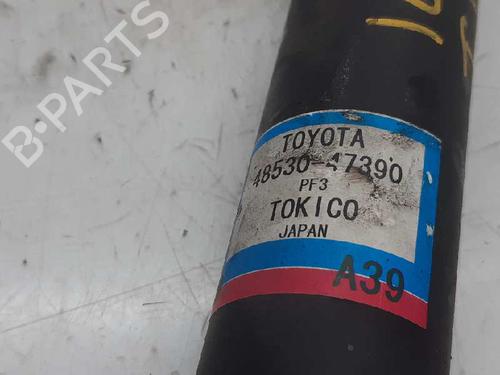 B-PARTS
TOYOTA
48530-47390
PF3
TOKICO
JAPAN
A39